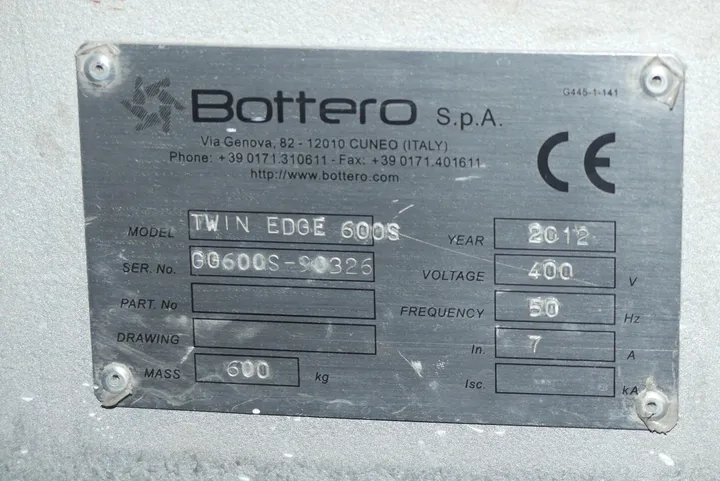 G445-1-141
Bottero S.p.A.
Via Genova, 82 - 12010 CUNEO (ITALY)
Phone: +39 0171.310611 - Fax: +39 0171.401611
http://www.bottero.com
CE
MODEL TWIN EDGE 600S
SER. No. GG600S-90326
PART. No
DRAWING
MASS 600 kg
YEAR 2012
VOLTAGE 400 V
FREQUENCY 50 Hz
In. 7 A
Isc. kA